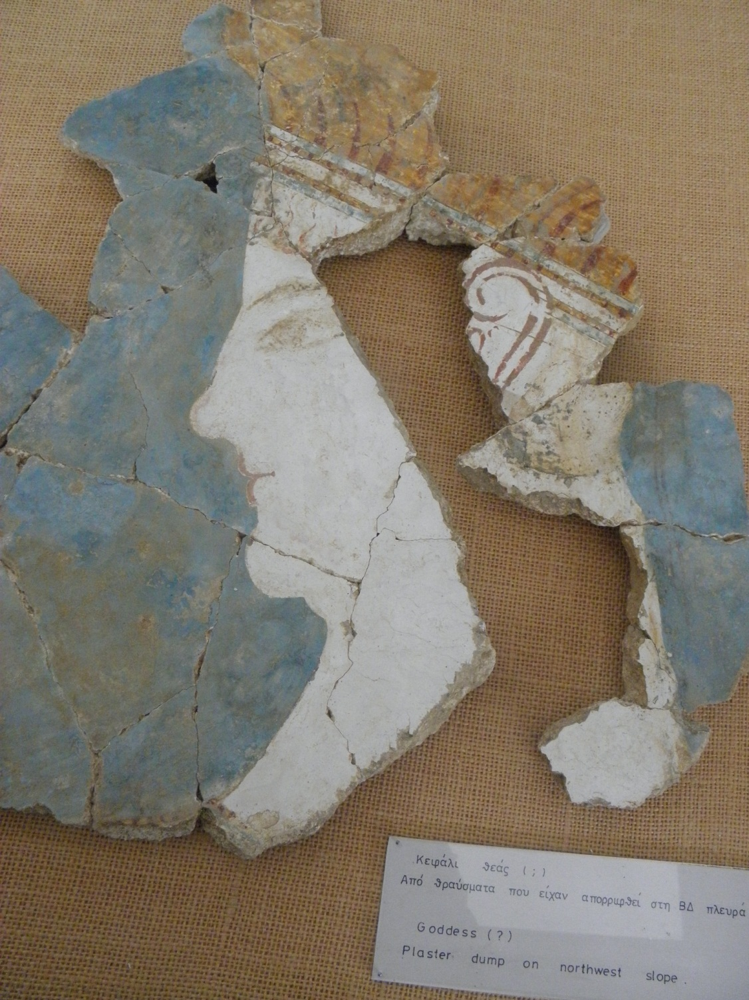 Κεφάλι θεάς (;)
Από θραύσματα που είχαν απορριφθεί στη ΒΔ πλευρά
Goddess (?)
Plaster dump on northwest slope.